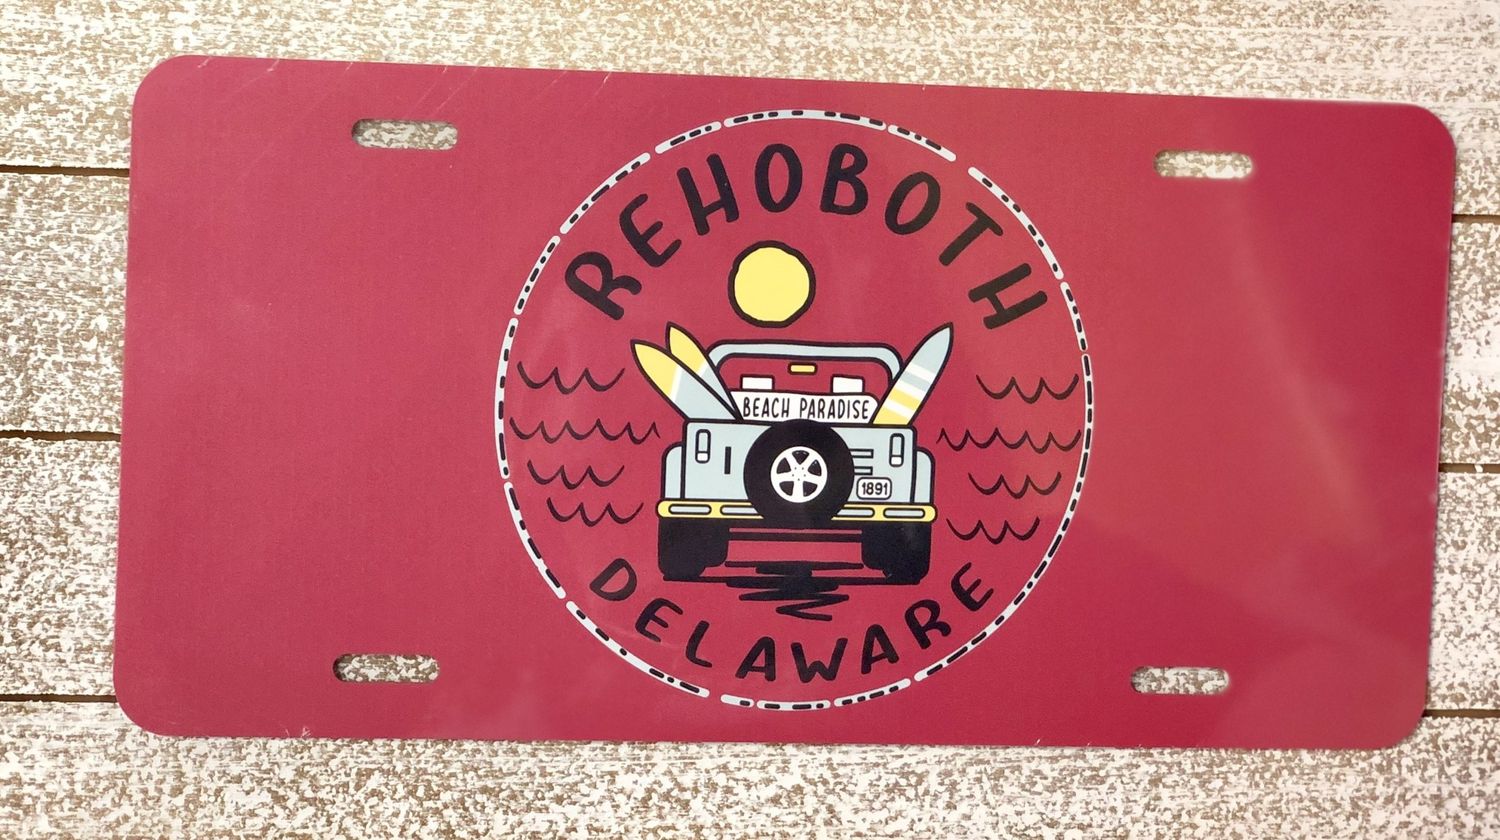 REHOBOTH
BEACH PARADISE
1891
DELAWARE